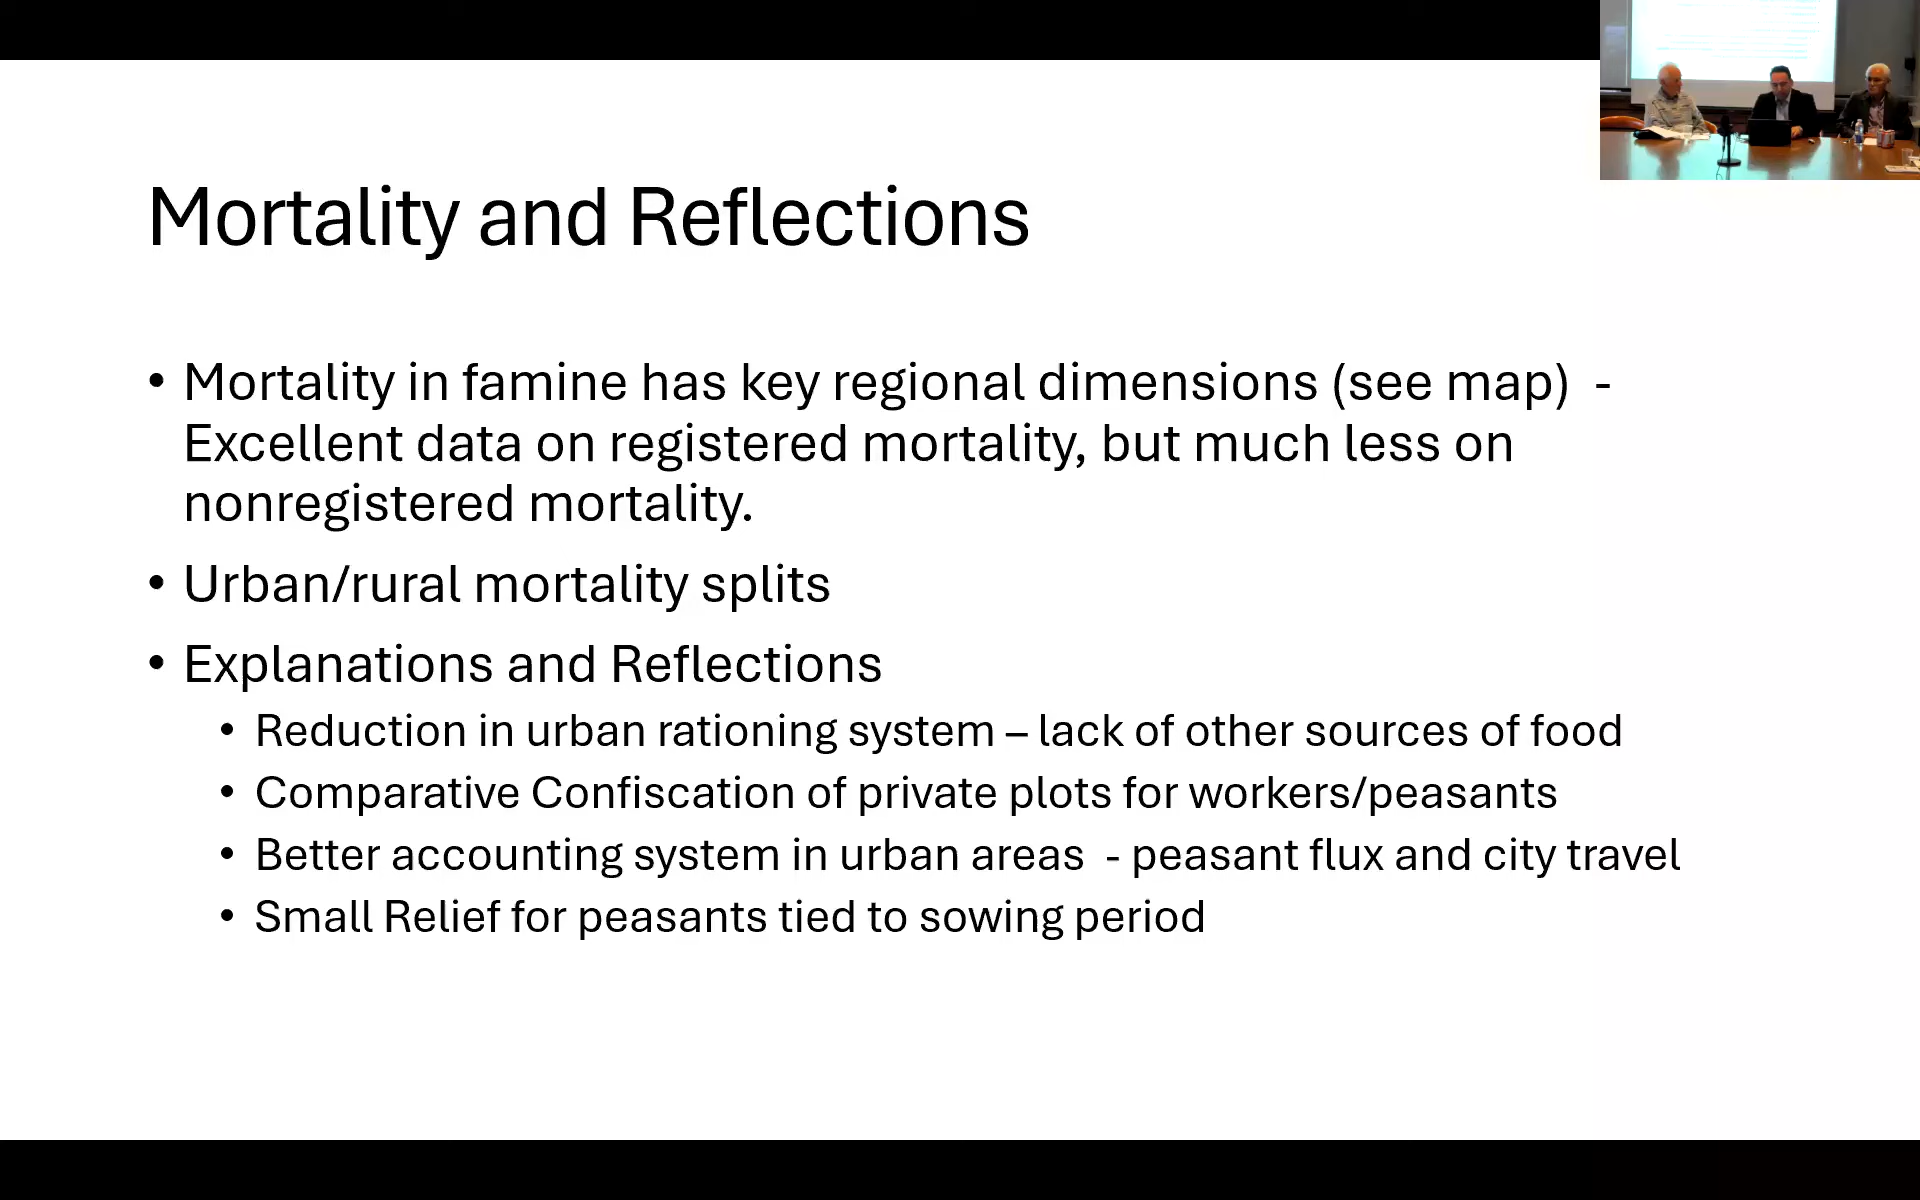 Mortality and Reflections
• Mortality in famine has key regional dimensions (see map)  -
Excellent data on registered mortality, but much less on
nonregistered mortality.
• Urban/rural mortality splits
• Explanations and Reflections
• Reduction in urban rationing system – lack of other sources of food
• Comparative Confiscation of private plots for workers/peasants
• Better accounting system in urban areas  - peasant flux and city travel
• Small Relief for peasants tied to sowing period